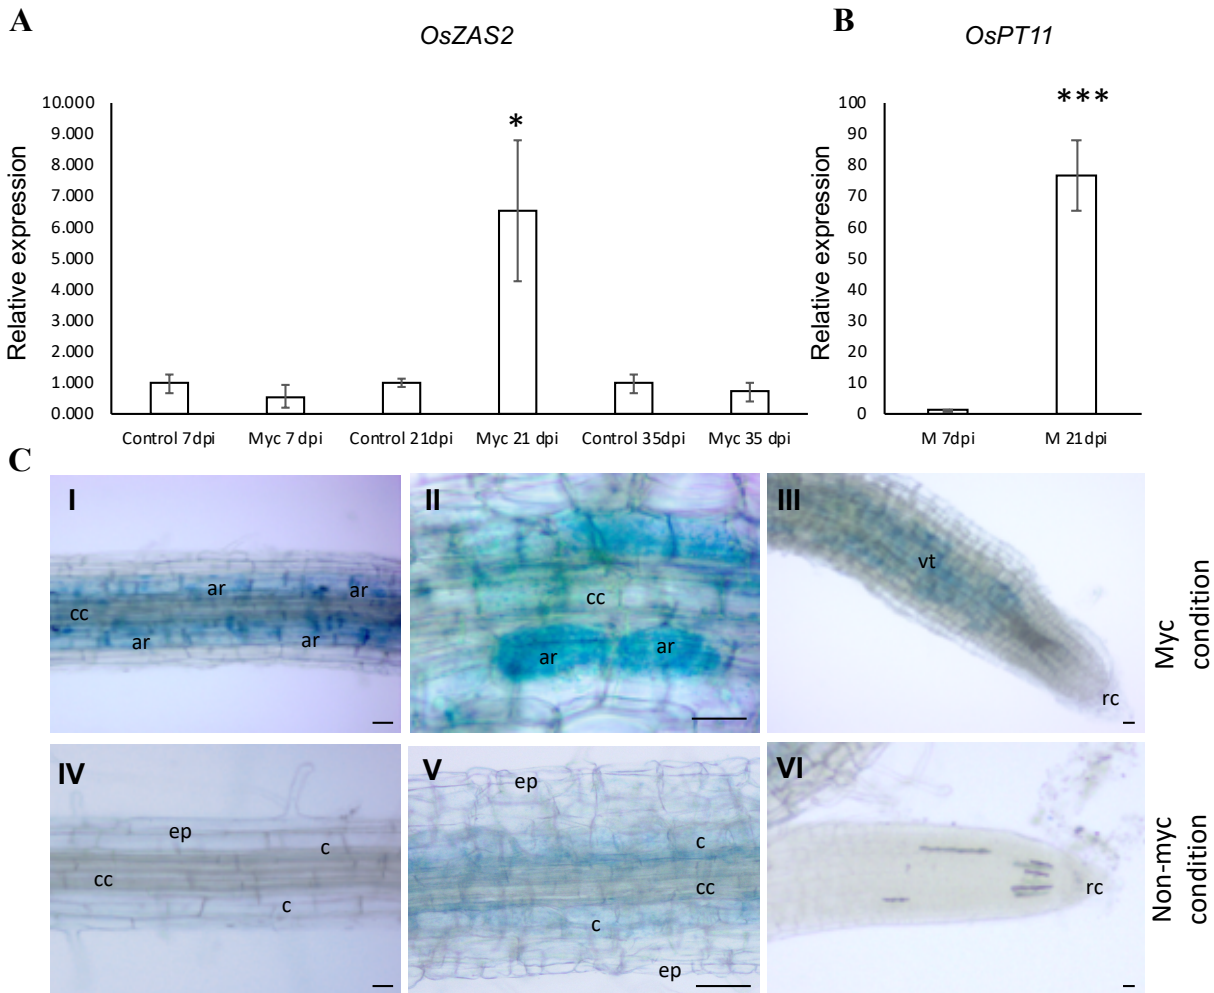 A
OsZAS2
Relative expression
10.000
9.000
8.000
7.000
6.000
5.000
4.000
3.000
2.000
1.000
0.000
*
Control 7dpi Myc 7 dpi Control 21dpi Myc 21 dpi Control 35dpi Myc 35 dpi
B
OsPT11
Relative expression
100
90
80
70
60
50
40
30
20
10
0
***
M 7dpi M 21dpi
C
I
ar ar
cc
ar ar
II
cc
ar ar
III
vt
rc
Myc
condition
IV
ep
c
cc
c
V
ep
c
cc
c
ep
VI
rc
Non-myc
condition